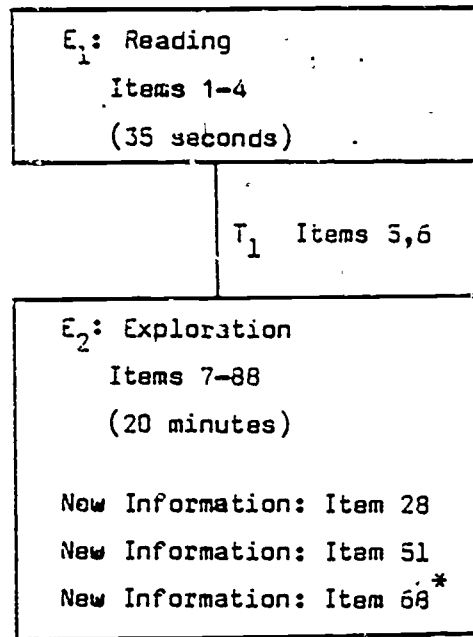 E₁: Reading
Items 1-4
(35 seconds)
T₁ Items 5,6
E₂: Exploration
Items 7-88
(20 minutes)
New Information: Item 28
New Information: Item 51
New Information: Item 68*